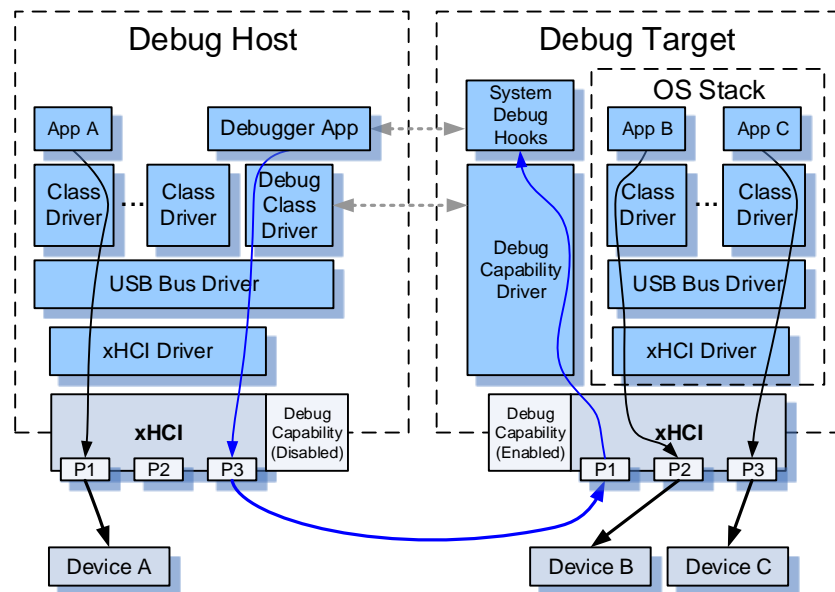 Debug Host
App A
Debugger App
Class
Driver
...
Class
Driver
Debug
Class
Driver
USB Bus Driver
xHCI Driver
xHCI
Debug
Capability
(Disabled)
P1
P2
P3
Device A
Debug Target
System
Debug
Hooks
OS Stack
App B
App C
Debug
Capability
Driver
Class
Driver
...
Class
Driver
USB Bus Driver
xHCI Driver
Debug
Capability
(Enabled)
xHCI
P1
P2
P3
Device B
Device C